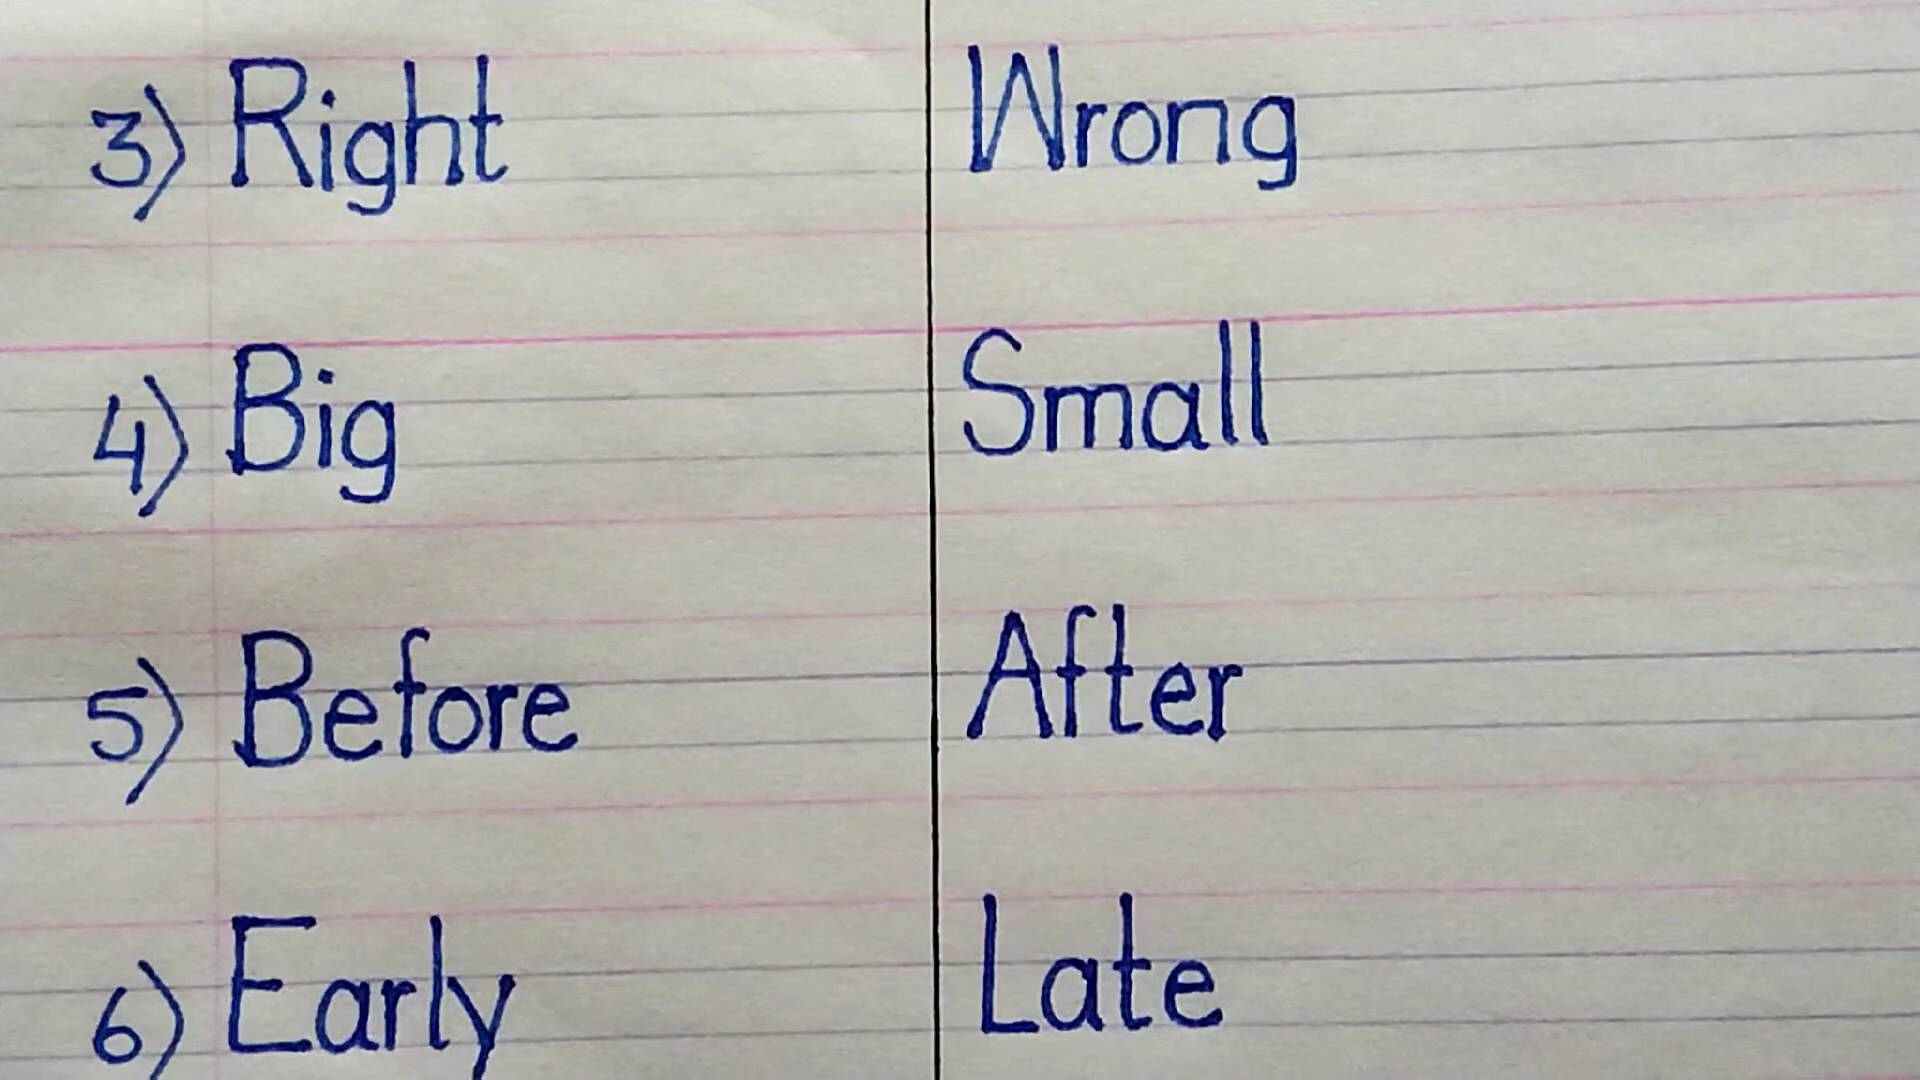 3) Right Wrong
4) Big Small
5) Before After
6) Early Late